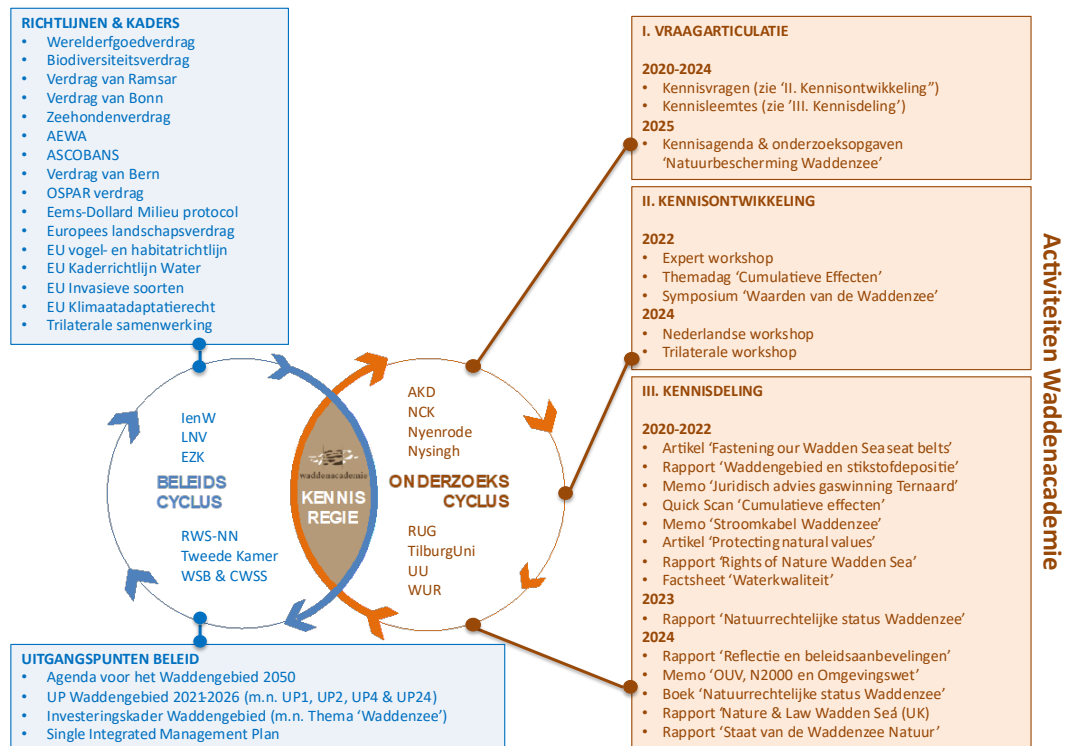 RICHTLIJNEN & KADERS
• Werelderfgoedverdrag
• Biodiversiteitsverdrag
• Verdrag van Ramsar
• Verdrag van Bonn
• Zeehondenverdrag
• AEWA
• ASCOBANS
• Verdrag van Bern
• OSPAR verdrag
• Eems-Dollard Milieu protocol
• Europees landschapsverdrag
• EU vogel- en habitatrichtlijn
• EU Kaderrichtlijn Water
• EU Invasieve soorten
• EU Klimaatadaptatierecht
• Trilaterale samenwerking
IenW
LNV
EZK
BELEIDS
CYCLUS
RWS-NN
Tweede Kamer
WSB & CWSS
waddenacademie
KENNIS
REGIE
AKD
NCK
Nyenrode
Nysingh
ONDERZOEKS
CYCLUS
RUG
TilburgUni
UU
WUR
UITGANGSPUNTEN BELEID
• Agenda voor het Waddengebied 2050
• UP Waddengebied 2021-2026 (m.n. UP1, UP2, UP4 & UP24)
• Investeringskader Waddengebied (m.n. Thema ‘Waddenzee’)
• Single Integrated Management Plan
I. VRAAGARTICULATIE
2020-2024
• Kennisvragen (zie ‘II. Kennisontwikkeling”)
• Kennisleemtes (zie ’III. Kennisdeling’)
2025
• Kennisagenda & onderzoeksopgaven
‘Natuurbescherming Waddenzee’
II. KENNISONTWIKKELING
2022
• Expert workshop
• Themadag ‘Cumulatieve Effecten’
• Symposium ‘Waarden van de Waddenzee’
2024
• Nederlandse workshop
• Trilaterale workshop
III. KENNISDELING
2020-2022
• Artikel ‘Fastening our Wadden Sea seat belts’
• Rapport ‘Waddengebied en stikstofdepositie’
• Memo ‘Juridisch advies gaswinning Ternaard’
• Quick Scan ‘Cumulatieve effecten’
• Memo ‘Stroomkabel Waddenzee’
• Artikel ‘Protecting natural values’
• Rapport ‘Rights of Nature Wadden Sea’
• Factsheet ‘Waterkwaliteit’
2023
• Rapport ‘Natuurrechtelijke status Waddenzee’
2024
• Rapport ‘Reflectie en beleidsaanbevelingen’
• Memo ‘OUV, N2000 en Omgevingswet’
• Boek ‘Natuurrechtelijke status Waddenzee’
• Rapport ‘Nature & Law Wadden Sea’ (UK)
• Rapport ‘Staat van de Waddenzee Natuur’
Activiteiten Waddenacademie